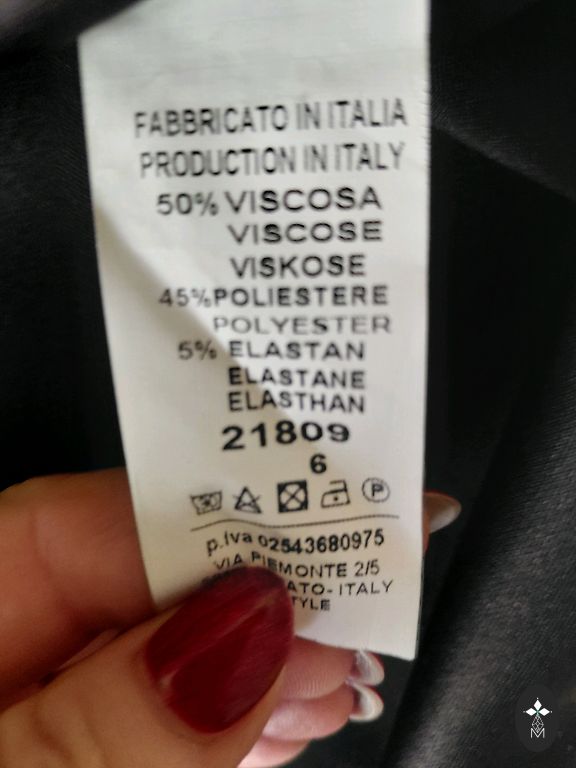 FABBRICATO IN ITALIA
PRODUCTION IN ITALY
50% VISCOSA
VISCOSE
VISKOSE
45%POLIESTERE
POLYESTER
5% ELASTAN
ELASTANE
ELASTHAN
21809
6
P
p.iva 02543680975
VIA PIEMONTE 2/5
ITALY